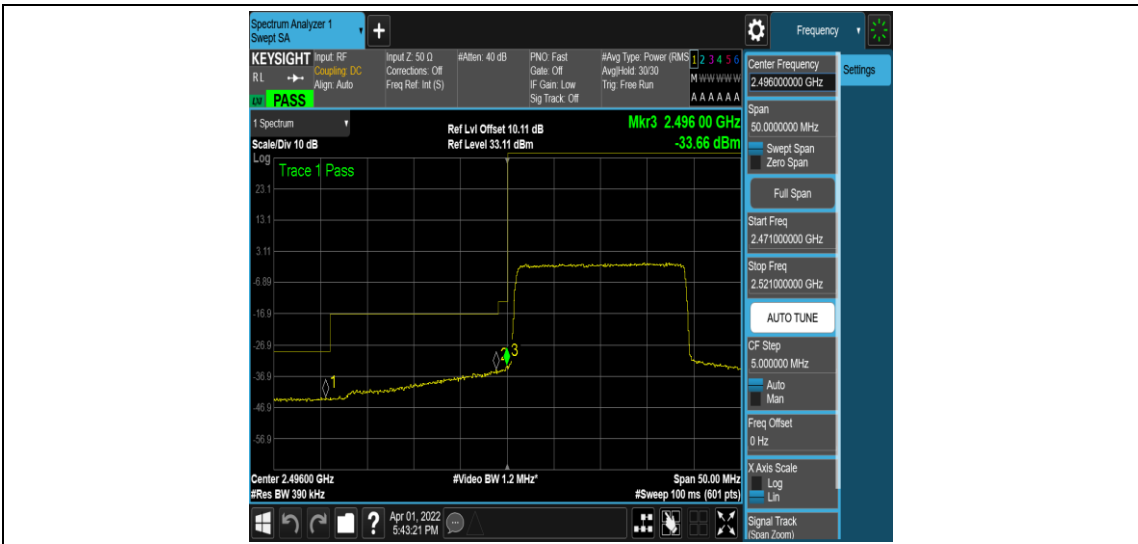 Spectrum Analyzer 1
Swept SA
+
Frequency
KEYSIGHT
RL
PASS
Input: RF
Coupling: DC
Align: Auto
Input Z: 50 Ω
Corrections: Off
Freq Ref: Int (S)
#Atten: 40 dB
PNO: Fast
Gate: Off
IF Gain: Low
Sig Track: Off
#Avg Type: Power (RMS
Avg|Hold: 30/30
Trig: Free Run
1 2 3 4 5 6
M W W W W W
A A A A A A
Center Frequency
2.496000000 GHz
Settings
Span
50.0000000 MHz
Swept Span
Zero Span
Full Span
Start Freq
2.471000000 GHz
Stop Freq
2.521000000 GHz
AUTO TUNE
CF Step
5.000000 MHz
Auto
Man
Freq Offset
0 Hz
X Axis Scale
Log
Lin
Signal Track
(Span Zoom)
1 Spectrum
Scale/Div 10 dB
Ref Lvl Offset 10.11 dB
Ref Level 33.11 dBm
Mkr3 2.496 00 GHz
-33.66 dBm
Log
Trace 1 Pass
23.1
13.1
3.11
-6.89
-16.9
-26.9
-36.9
-46.9
-56.9
1
2
3
Center 2.49600 GHz
#Res BW 390 kHz
#Video BW 1.2 MHz*
Span 50.00 MHz
#Sweep 100 ms (601 pts)
?
Apr 01, 2022
5:43:21 PM